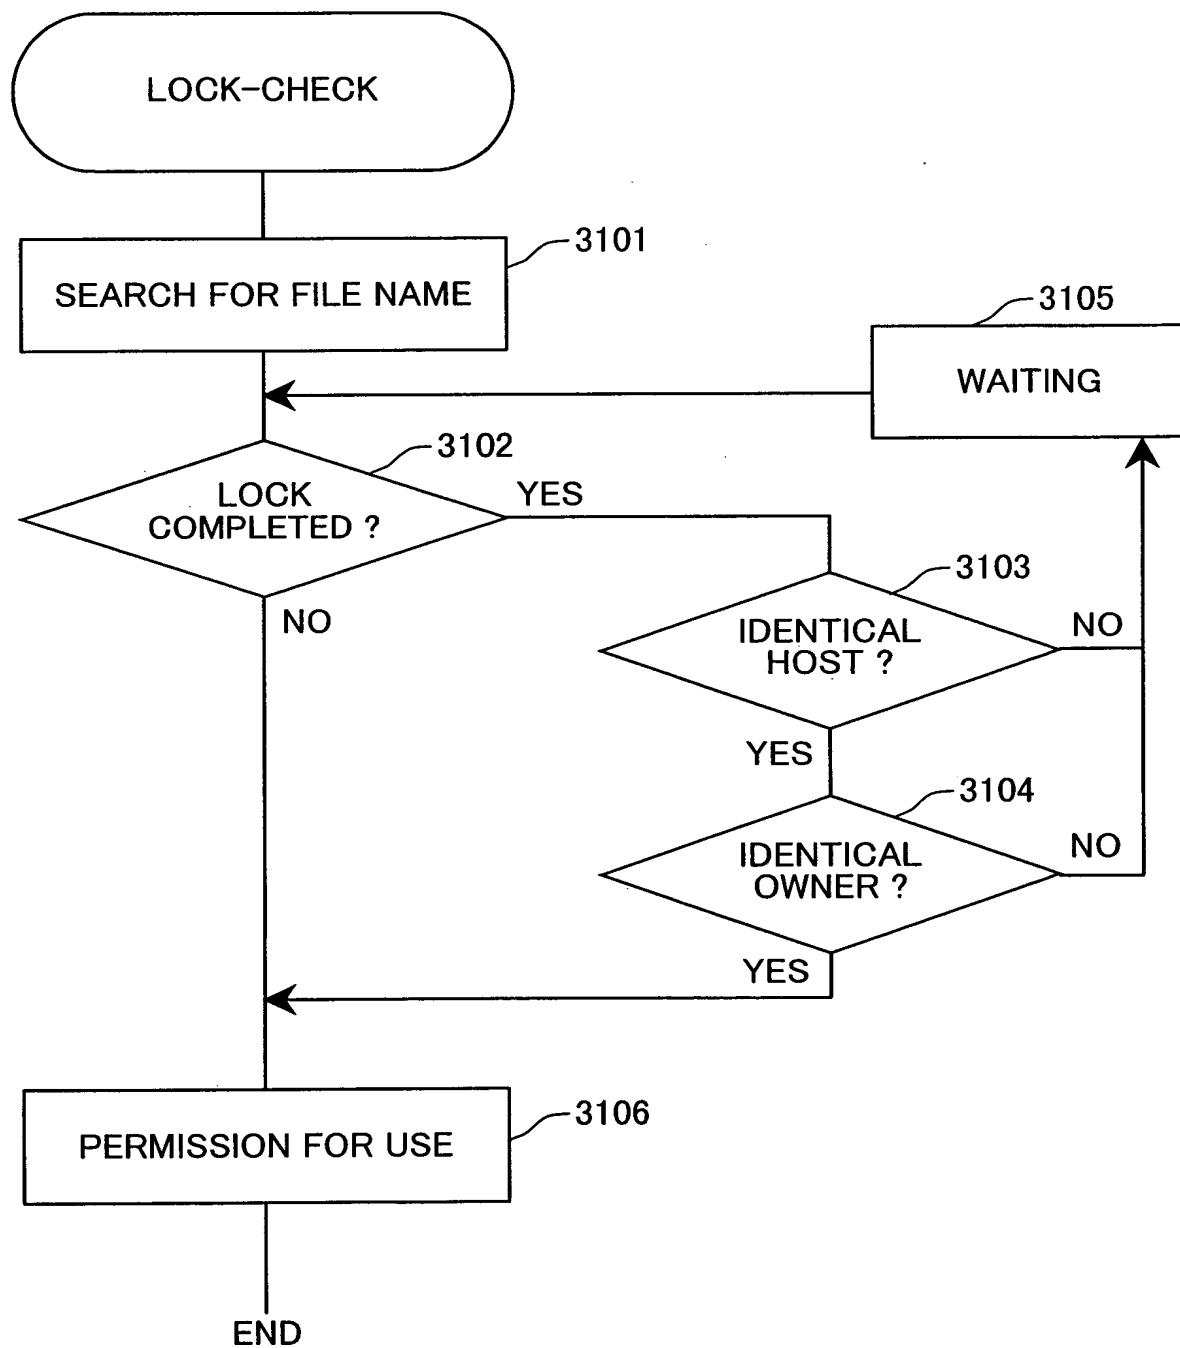 LOCK-CHECK
3101
SEARCH FOR FILE NAME
3105
WAITING
3102
LOCK
COMPLETED ?
YES
NO
3103
IDENTICAL
HOST ?
NO
YES
3104
IDENTICAL
OWNER ?
NO
YES
3106
PERMISSION FOR USE
END